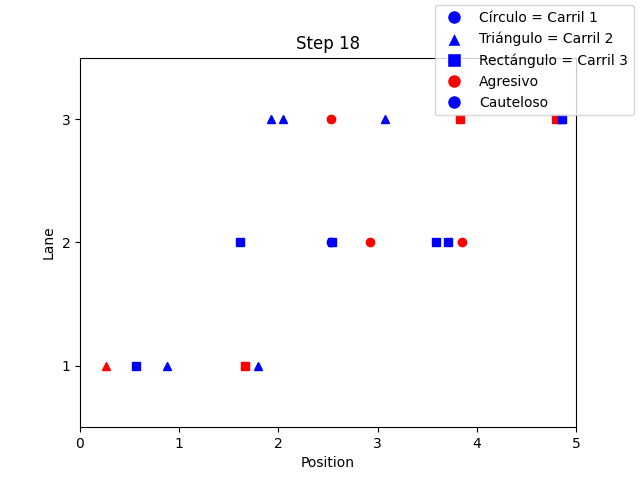 Step 18
Círculo = Carril 1
Triángulo = Carril 2
Rectángulo = Carril 3
Agresivo
Cauteloso
3
2
1
Lane
0 1 2 3 4 5
Position